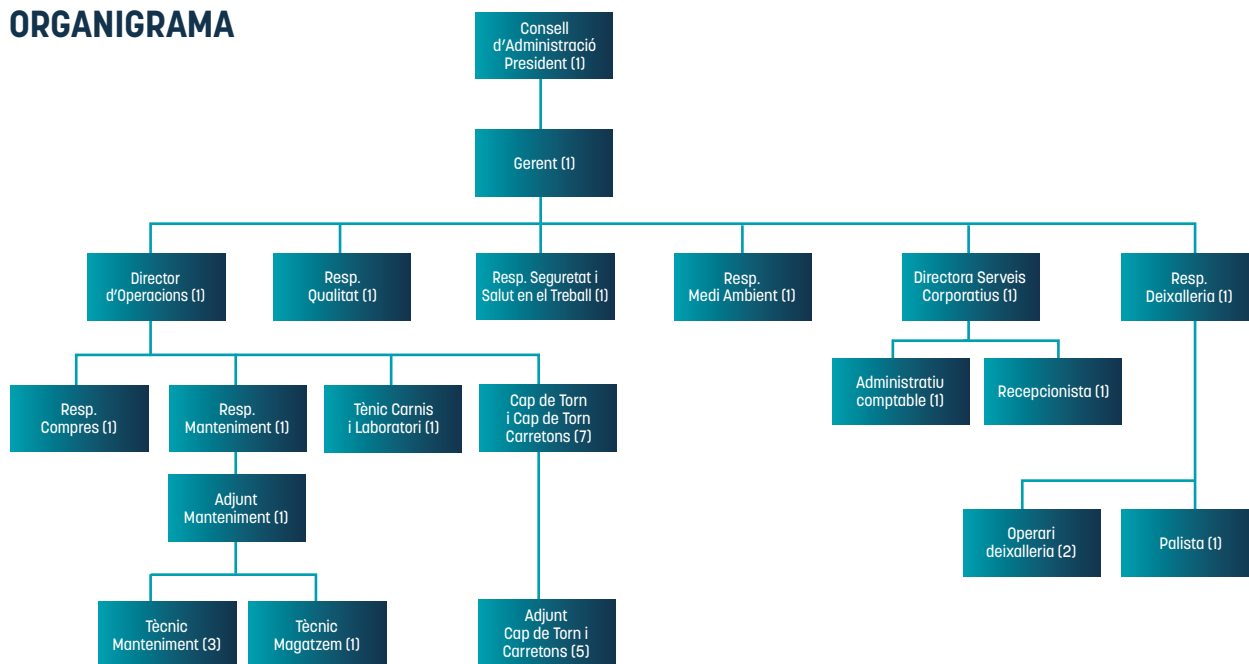 ORGANIGRAMA
Consell
d'Administració
President (1)
Gerent (1)
Director
d'Operacions (1)
Resp.
Qualitat (1)
Resp. Seguretat i
Salut en el Treball (1)
Resp.
Medi Ambient (1)
Directora Serveis
Corporatius (1)
Resp.
Deixalleria (1)
Resp.
Compres (1)
Resp.
Manteniment (1)
Tènic Carnis
i Laboratori (1)
Cap de Torn
i Cap de Torn
Carretons (7)
Administratiu
comptable (1)
Recepcionista (1)
Adjunt
Manteniment (1)
Operari
deixalleria (2)
Palista (1)
Tècnic
Manteniment (3)
Tècnic
Magatzem (1)
Adjunt
Cap de Torn i
Carretons (5)